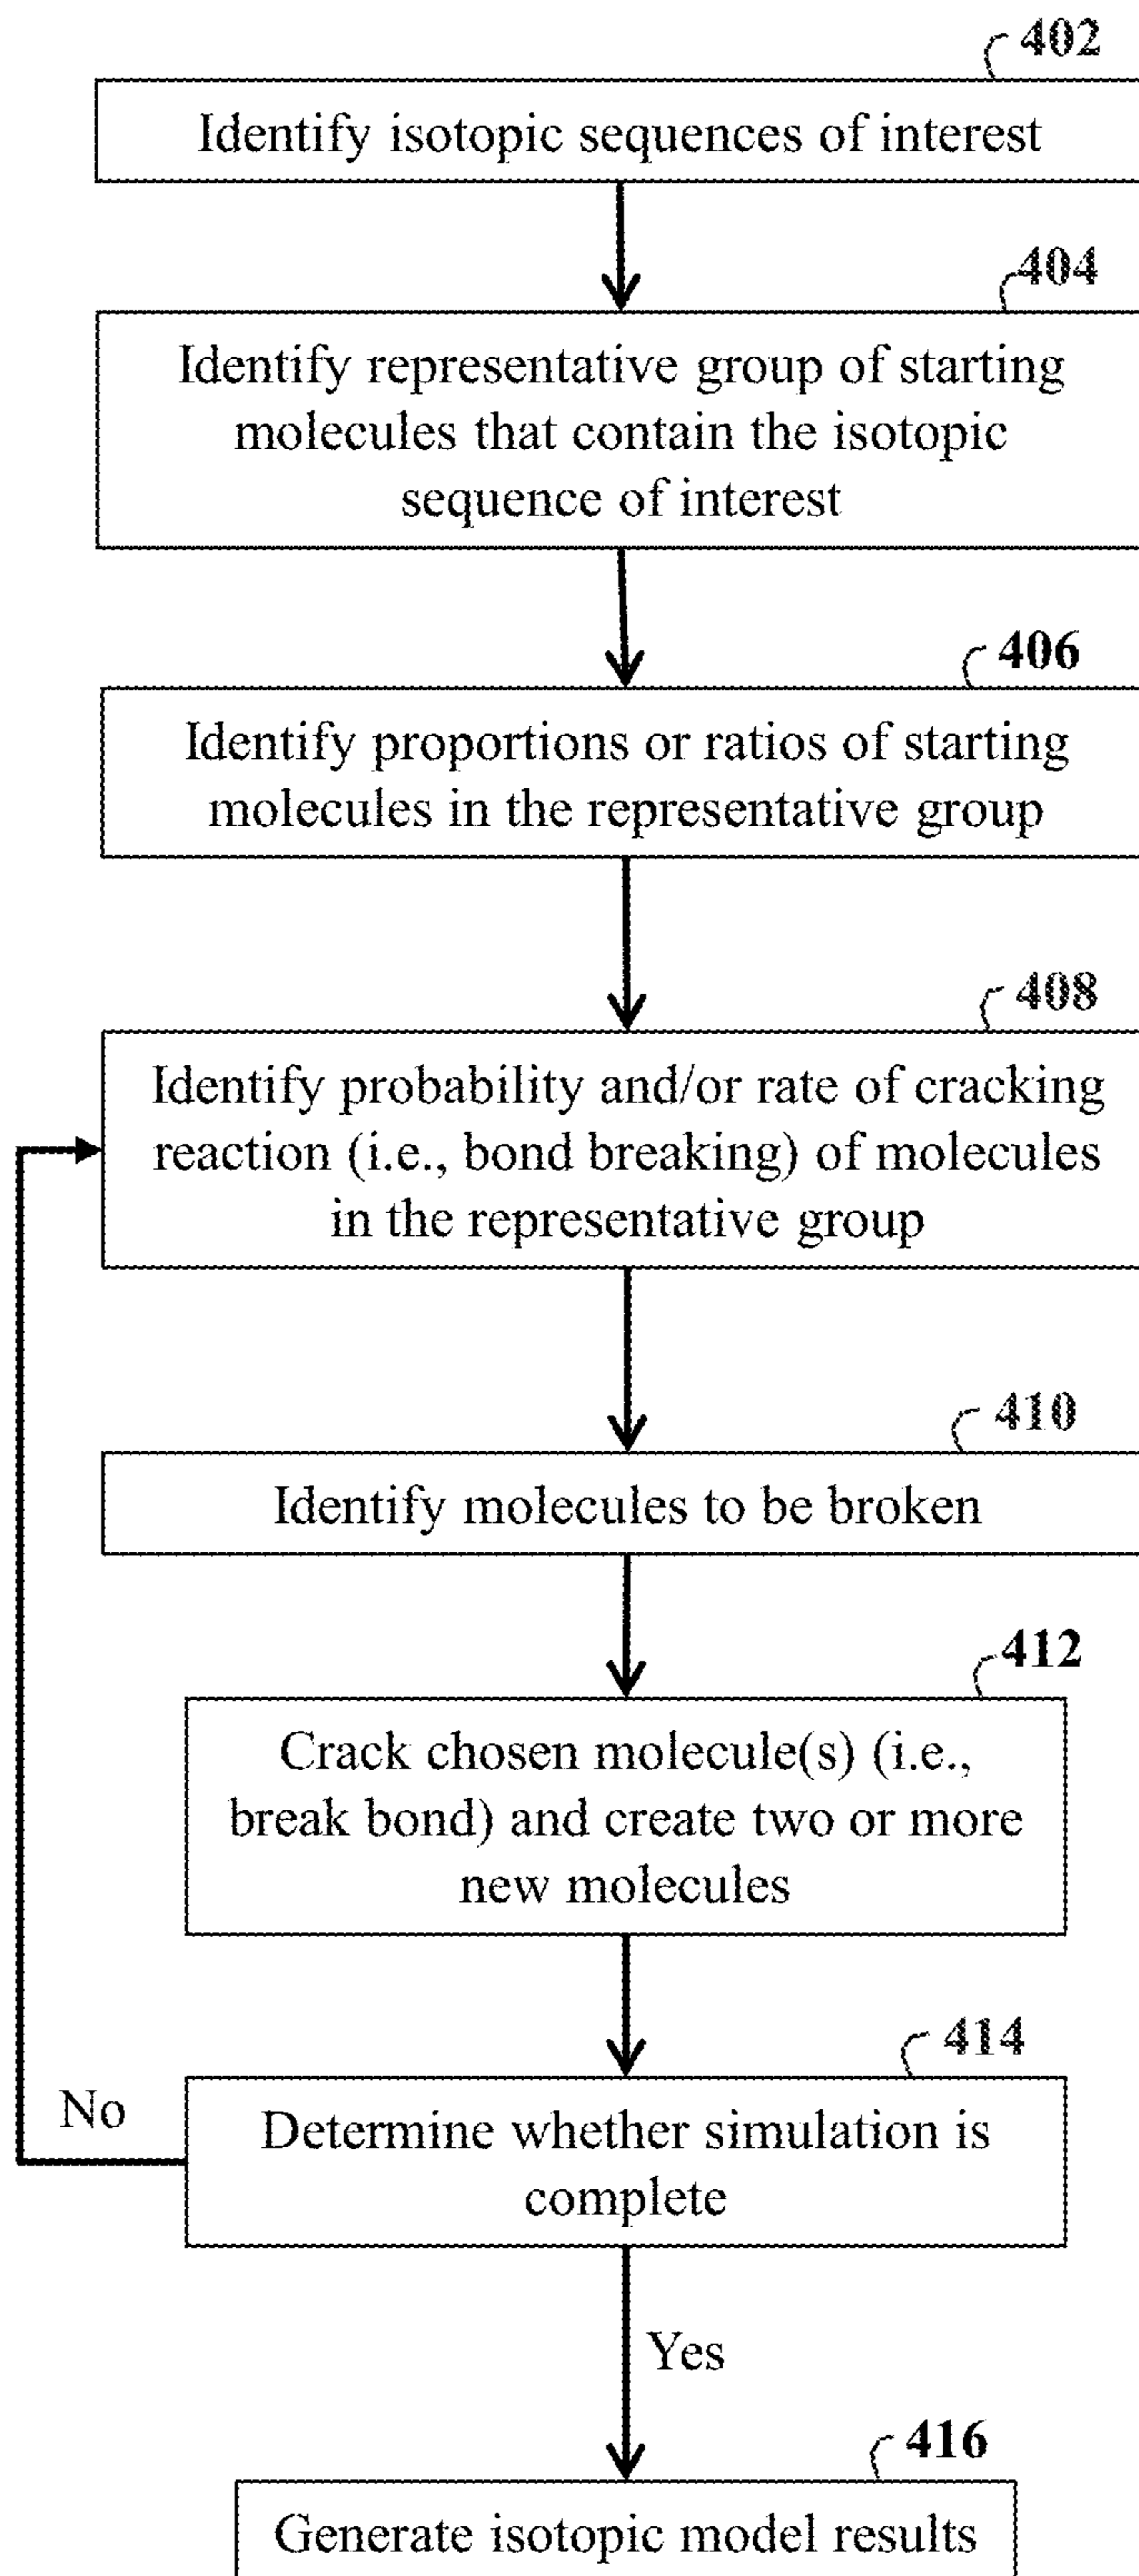 402
Identify isotopic sequences of interest
404
Identify representative group of starting
molecules that contain the isotopic
sequence of interest
406
Identify proportions or ratios of starting
molecules in the representative group
408
Identify probability and/or rate of cracking
reaction (i.e., bond breaking) of molecules
in the representative group
410
Identify molecules to be broken
412
Crack chosen molecule(s) (i.e.,
break bond) and create two or more
new molecules
414
No
Determine whether simulation is
complete
Yes
416
Generate isotopic model results